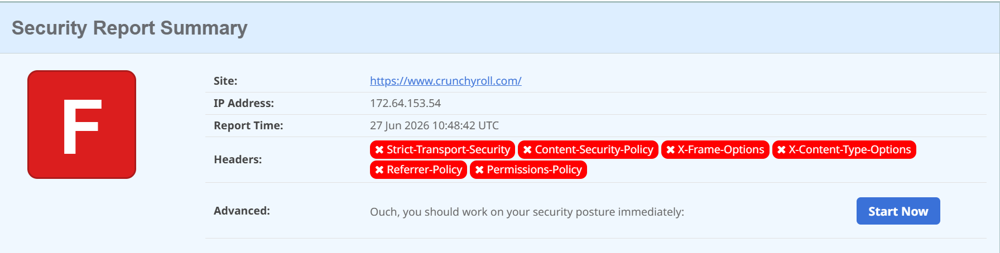 Security Report Summary
F
Site: https://www.crunchyroll.com/
IP Address: 172.64.153.54
Report Time: 27 Jun 2026 10:48:42 UTC
Headers: ✖ Strict-Transport-Security ✖ Content-Security-Policy ✖ X-Frame-Options ✖ X-Content-Type-Options
✖ Referrer-Policy ✖ Permissions-Policy
Advanced: Ouch, you should work on your security posture immediately: Start Now